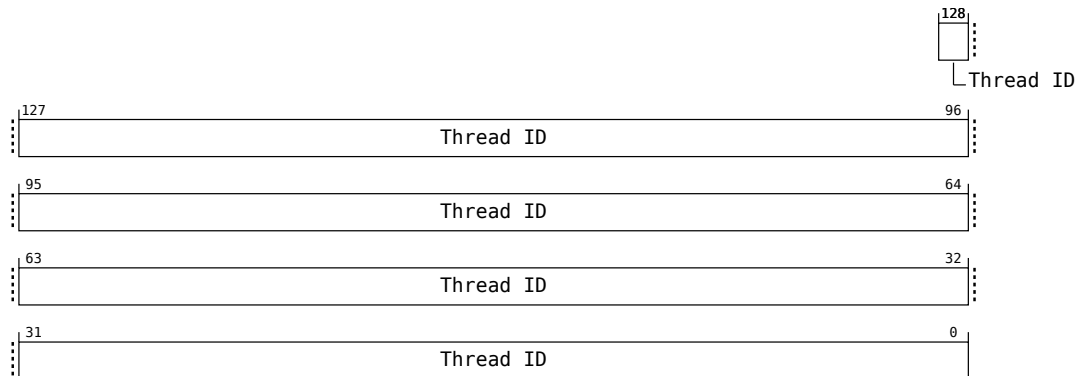 128
Thread ID
127 96
Thread ID
95 64
Thread ID
63 32
Thread ID
31 0
Thread ID